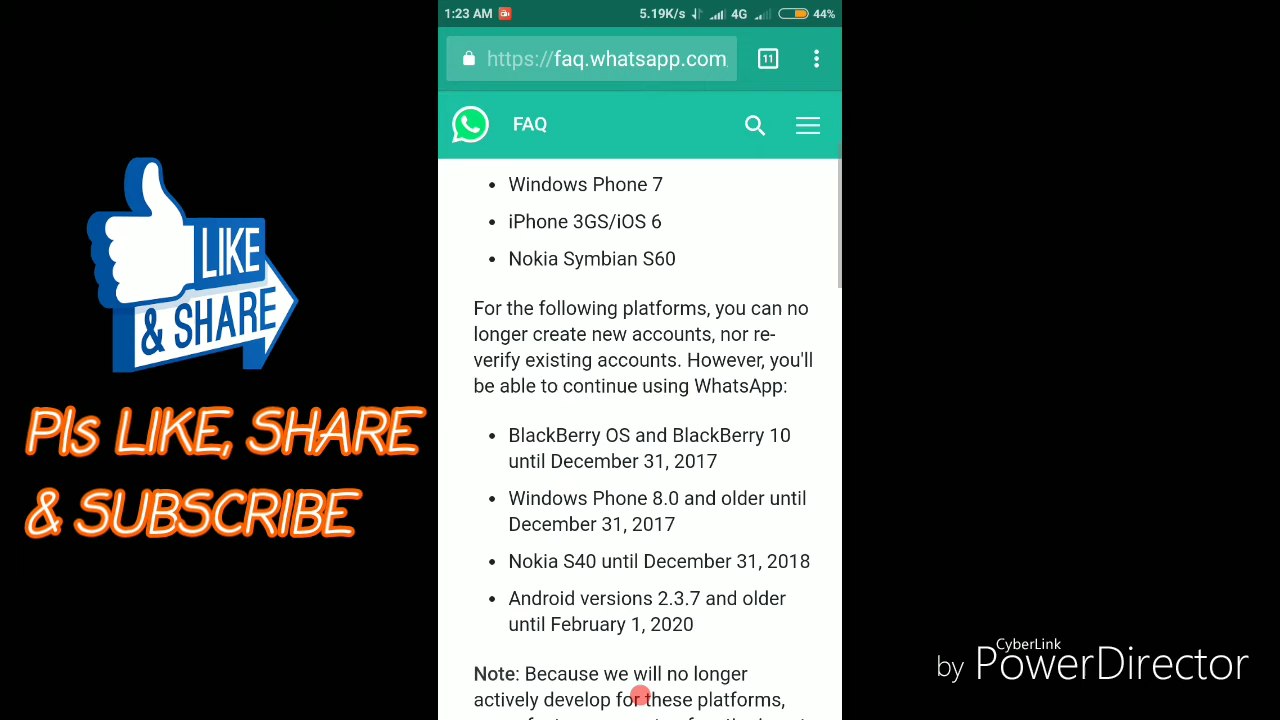 1:23 AM
5.19K/s
4G
44%
https://faq.whatsapp.com
11
FAQ
• Windows Phone 7
• iPhone 3GS/iOS 6
• Nokia Symbian S60
For the following platforms, you can no
longer create new accounts, nor re-
verify existing accounts. However, you'll
be able to continue using WhatsApp:
• BlackBerry OS and BlackBerry 10
until December 31, 2017
• Windows Phone 8.0 and older until
December 31, 2017
• Nokia S40 until December 31, 2018
• Android versions 2.3.7 and older
until February 1, 2020
Note: Because we will no longer
actively develop for these platforms,
LIKE
& SHARE
Pls LIKE, SHARE
& SUBSCRIBE
CyberLink
by PowerDirector